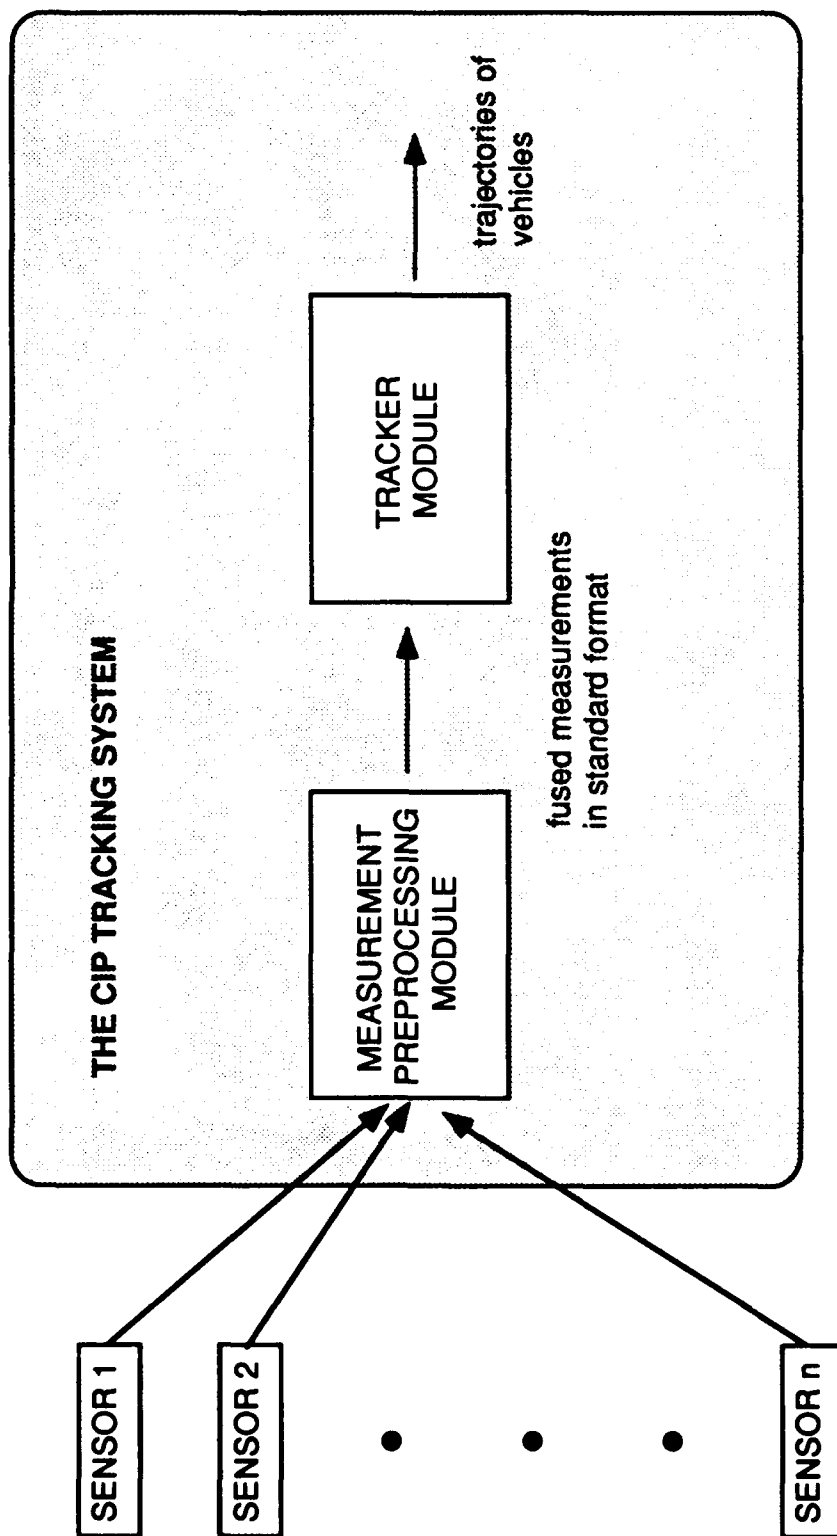 THE CIP TRACKING SYSTEM
SENSOR 1
SENSOR 2
SENSOR n
MEASUREMENT
PREPROCESSING
MODULE
fused measurements
in standard format
TRACKER
MODULE
trajectories of
vehicles